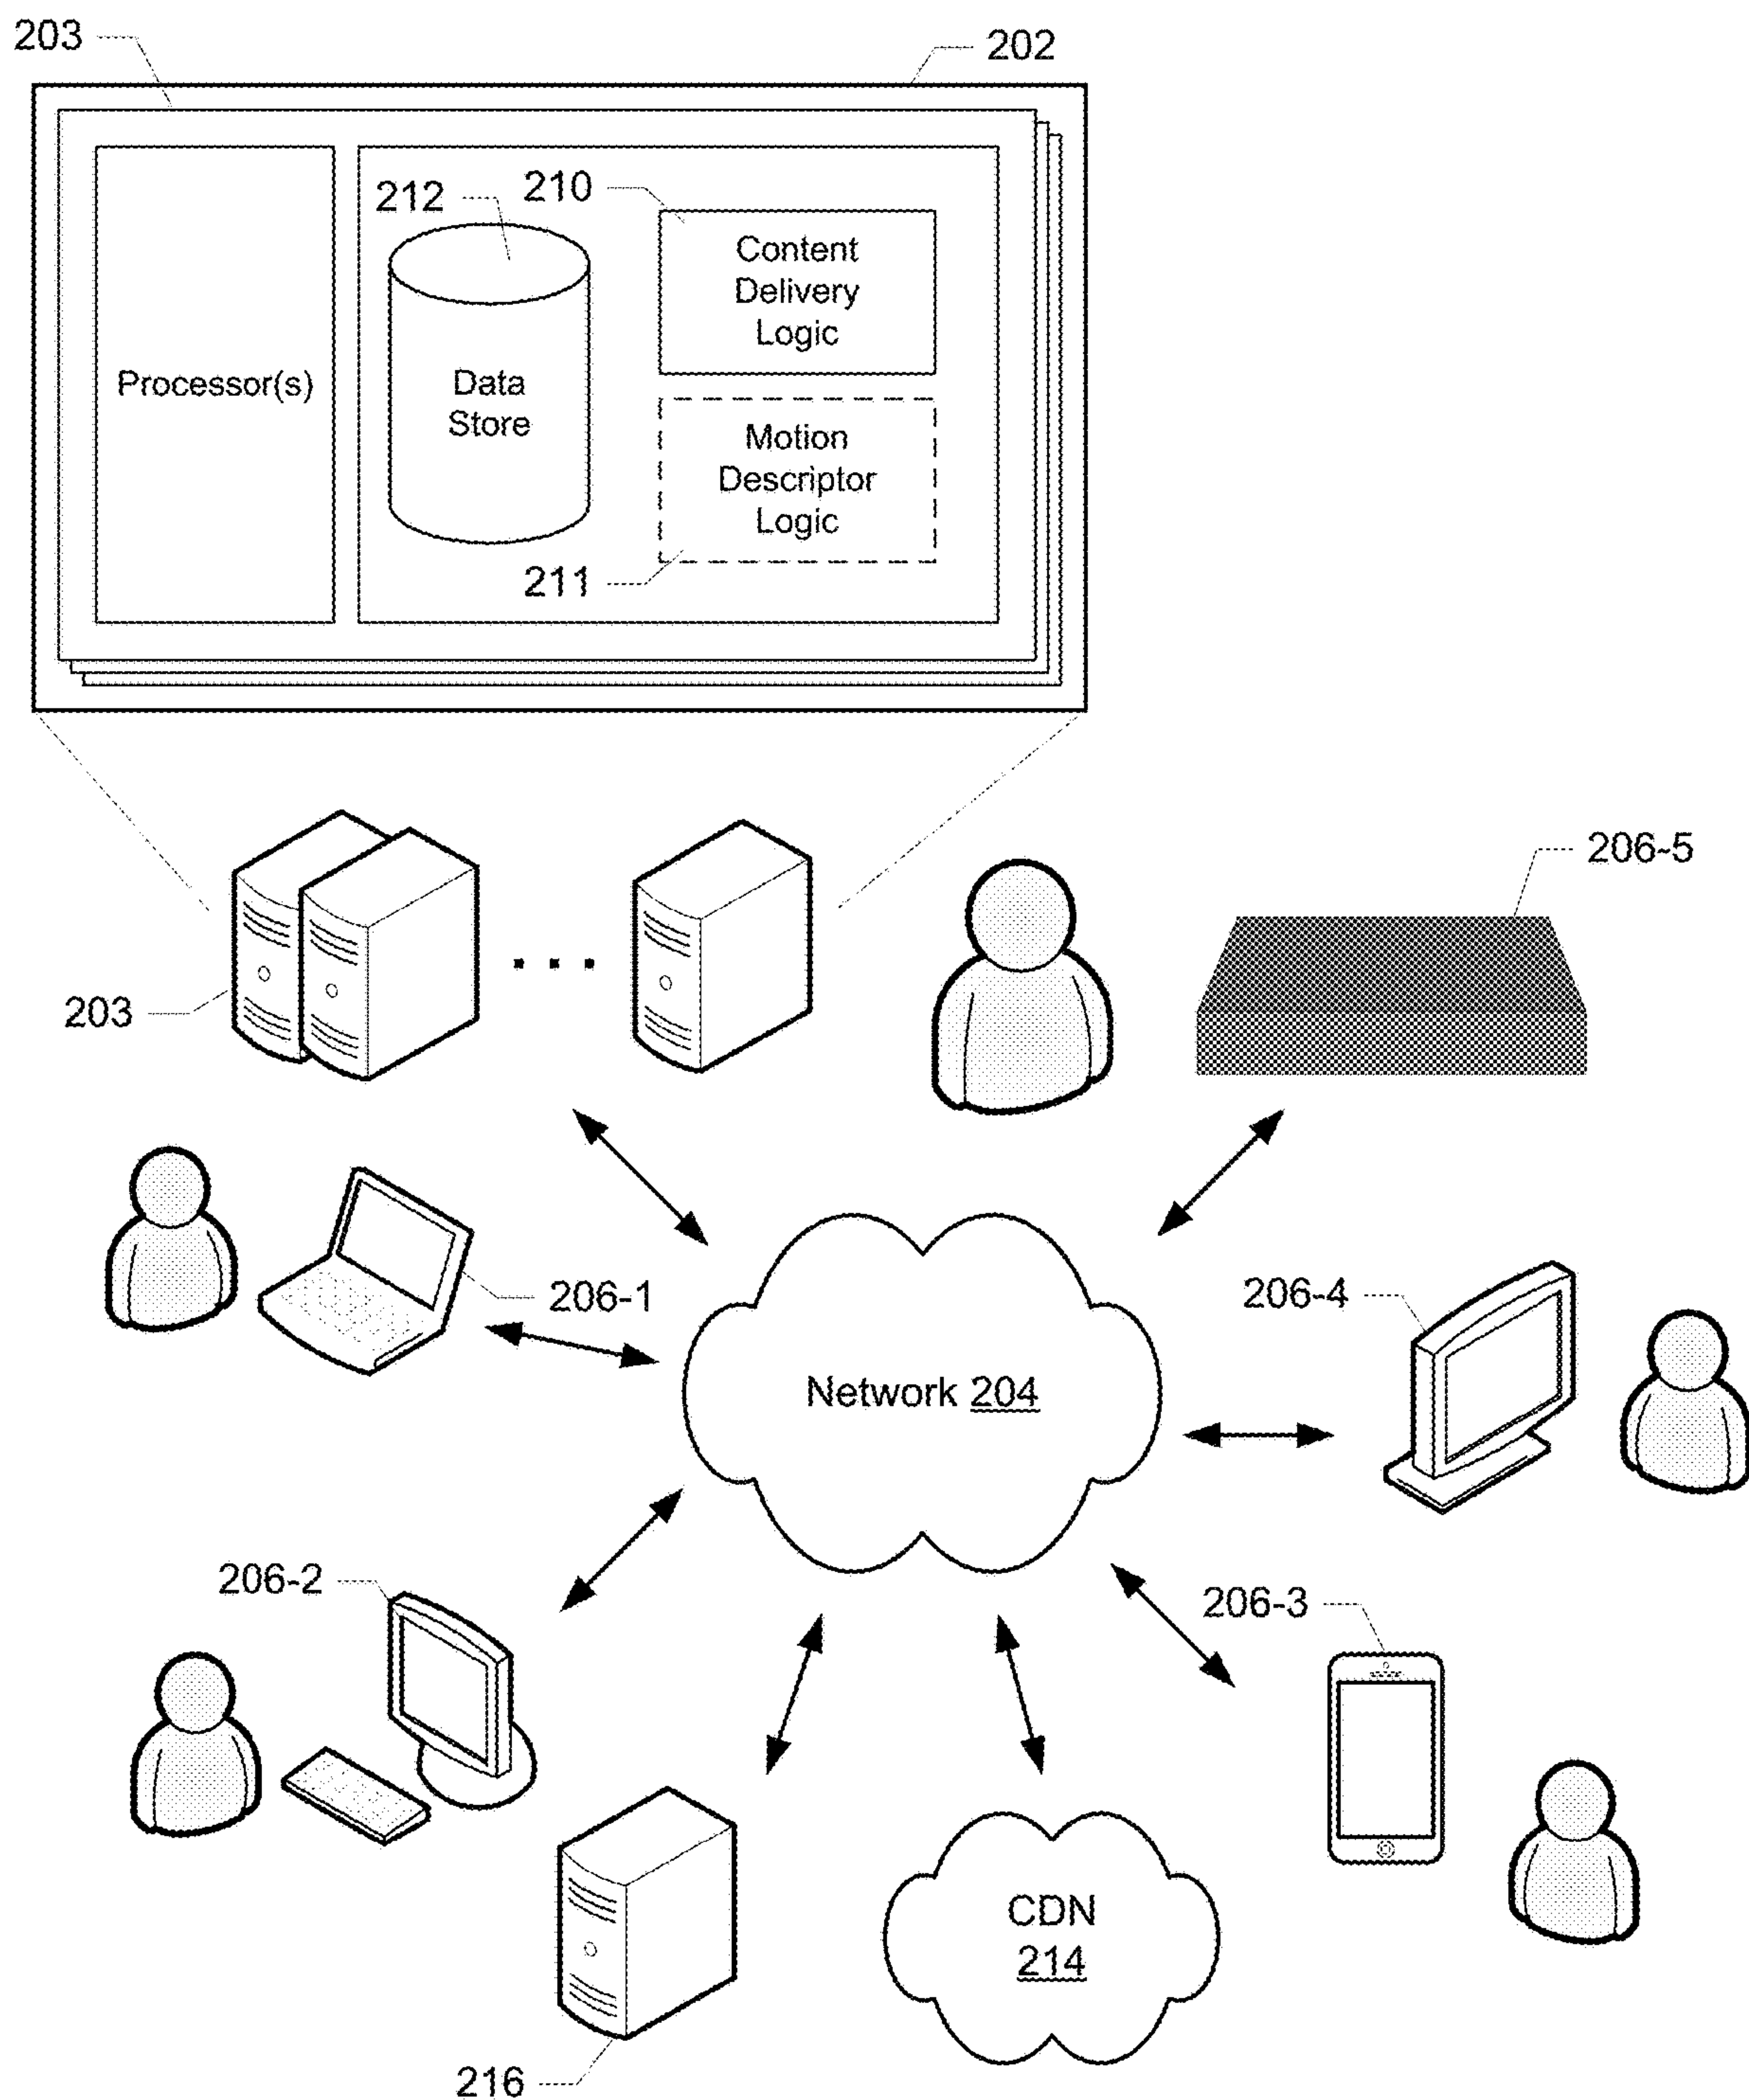 203
202
212
210
Content
Delivery
Logic
Processor(s)
Data
Store
Motion
Descriptor
Logic
211
203
206-5
206-1
206-4
Network 204
206-2
206-3
CDN
214
216